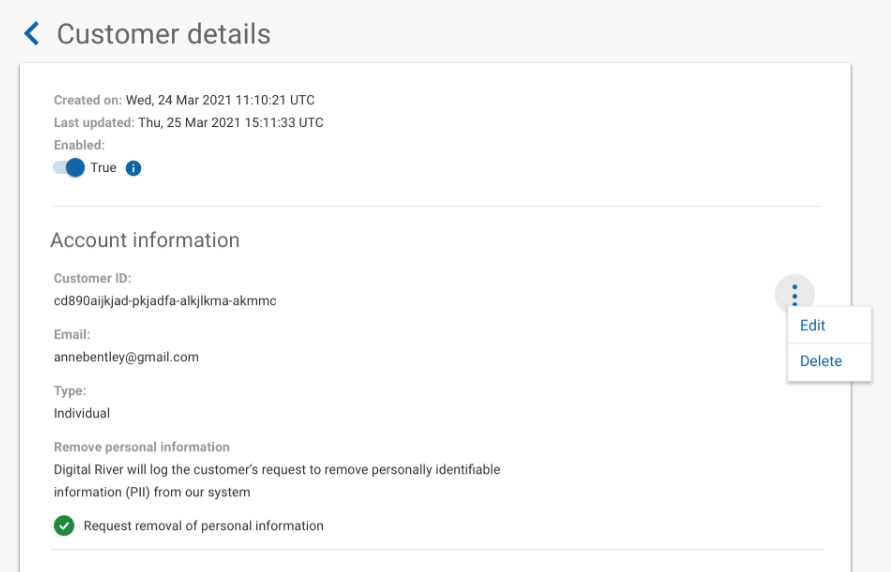 Customer details
Created on: Wed, 24 Mar 2021 11:10:21 UTC
Last updated: Thu, 25 Mar 2021 15:11:33 UTC
Enabled:
True
Account information
Customer ID:
cd890aijkjad-pkjadfa-alkjlkma-akmmc
Edit
Delete
Email:
annebentley@gmail.com
Type:
Individual
Remove personal information
Digital River will log the customer's request to remove personally identifiable
information (PII) from our system
Request removal of personal information